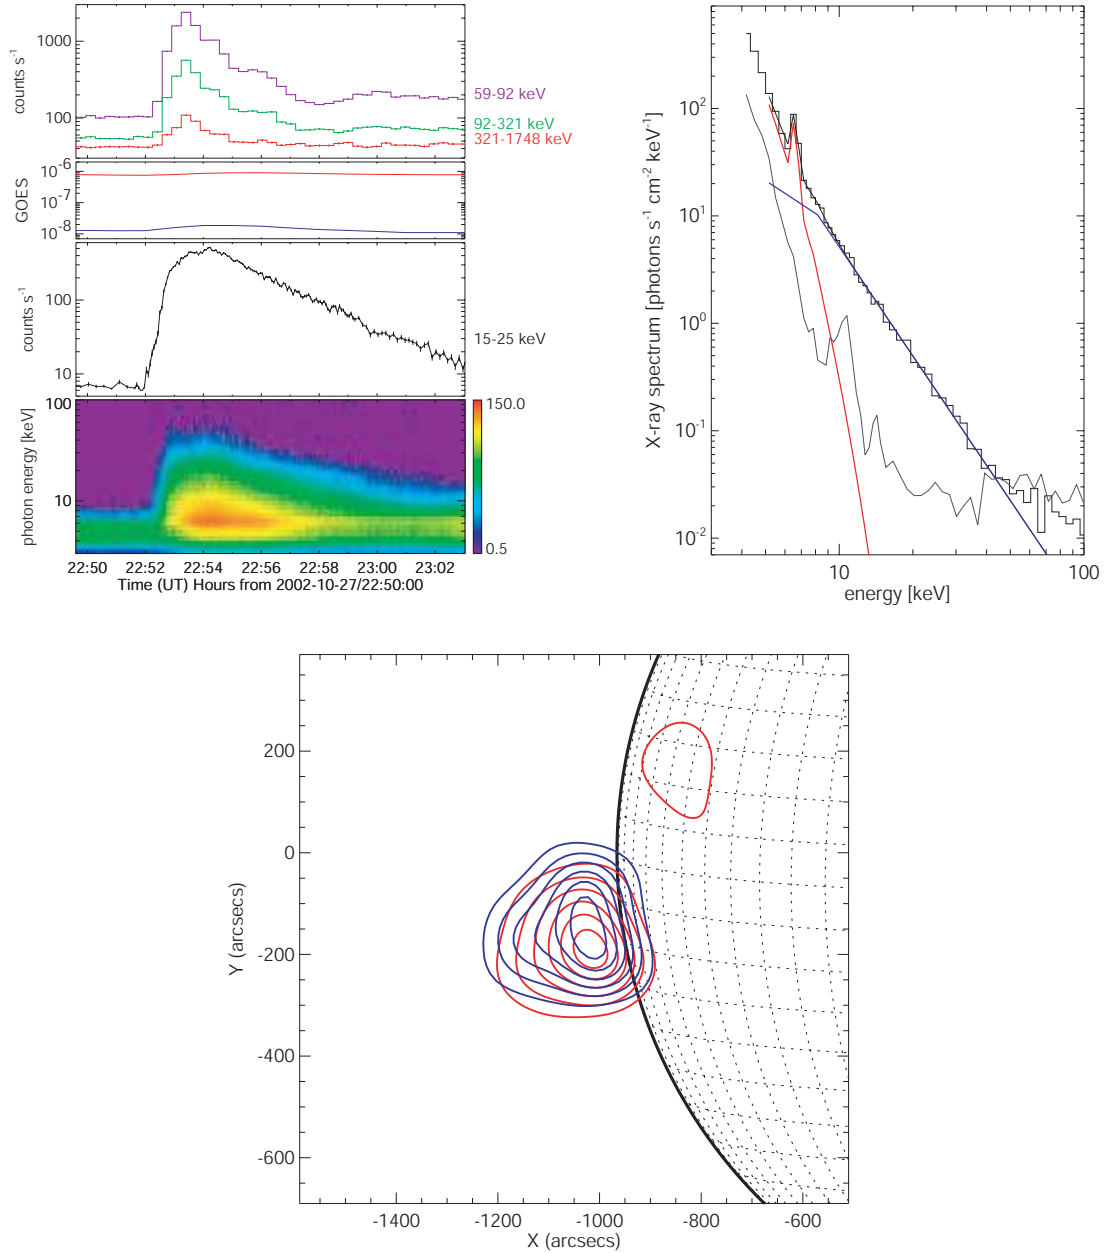 counts s⁻¹
1000
100
59-92 keV
92-321 keV
321-1748 keV
GOES
10⁻⁶
10⁻⁷
10⁻⁸
counts s⁻¹
100
10
15-25 keV
photon energy [keV]
100
10
150.0
0.5
22:50 22:52 22:54 22:56 22:58 23:00 23:02
Time (UT) Hours from 2002-10-27/22:50:00
X-ray spectrum [photons s⁻¹ cm⁻² keV⁻¹]
10²
10¹
10⁰
10⁻¹
10⁻²
10 100
energy [keV]
Y (arcsecs)
200
0
-200
-400
-600
-1400 -1200 -1000 -800 -600
X (arcsecs)